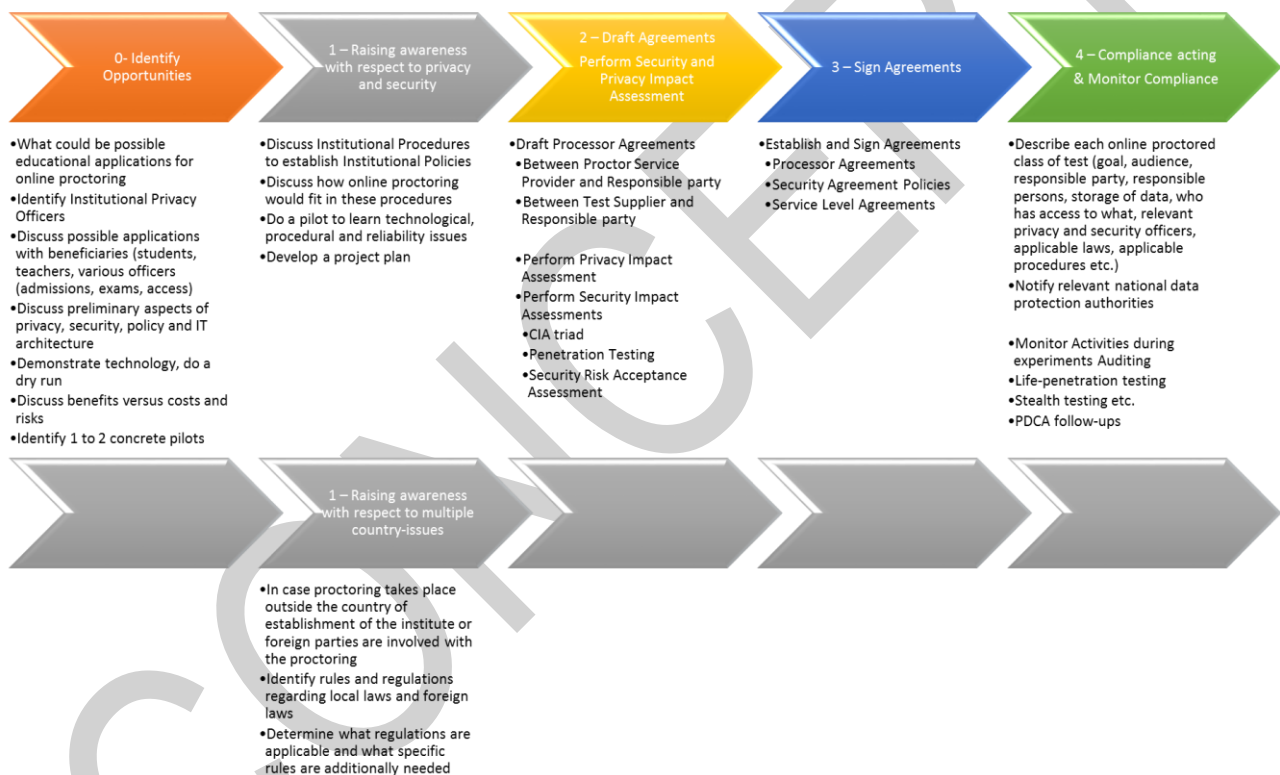 0- Identify
Opportunities
•What could be possible
educational applications for
online proctoring
•Identify Institutional Privacy
Officers
•Discuss possible applications
with beneficiaries (students,
teachers, various officers
(admissions, exams, access)
•Discuss preliminary aspects of
privacy, security, policy and IT
architecture
•Demonstrate technology, do a
dry run
•Discuss benefits versus costs and
risks
•Identify 1 to 2 concrete pilots
1 – Raising awareness
with respect to privacy
and security
•Discuss Institutional Procedures
to establish Institutional Policies
•Discuss how online proctoring
would fit in these procedures
•Do a pilot to learn technological,
procedural and reliability issues
•Develop a project plan
2 – Draft Agreements
Perform Security and
Privacy Impact
Assessment
•Draft Processor Agreements
•Between Proctor Service
Provider and Responsible party
•Between Test Supplier and
Responsible party
•Perform Privacy Impact
Assessment
•Perform Security Impact
Assessments
•CIA triad
•Penetration Testing
•Security Risk Acceptance
Assessment
3 – Sign Agreements
•Establish and Sign Agreements
•Processor Agreements
•Security Agreement Policies
•Service Level Agreements
4 – Compliance acting
& Monitor Compliance
•Describe each online proctored
class of test (goal, audience,
responsible party, responsible
persons, storage of data, who
has access to what, relevant
privacy and security officers,
applicable laws, applicable
procedures etc.)
•Notify relevant national data
protection authorities
•Monitor Activities during
experiments Auditing
•Life-penetration testing
•Stealth testing etc.
•PDCA follow-ups
1 – Raising awareness
with respect to multiple
country-issues
•In case proctoring takes place
outside the country of
establishment of the institute or
foreign parties are involved with
the proctoring
•Identify rules and regulations
regarding local laws and foreign
laws
•Determine what regulations are
applicable and what specific
rules are additionally needed
CONCEP